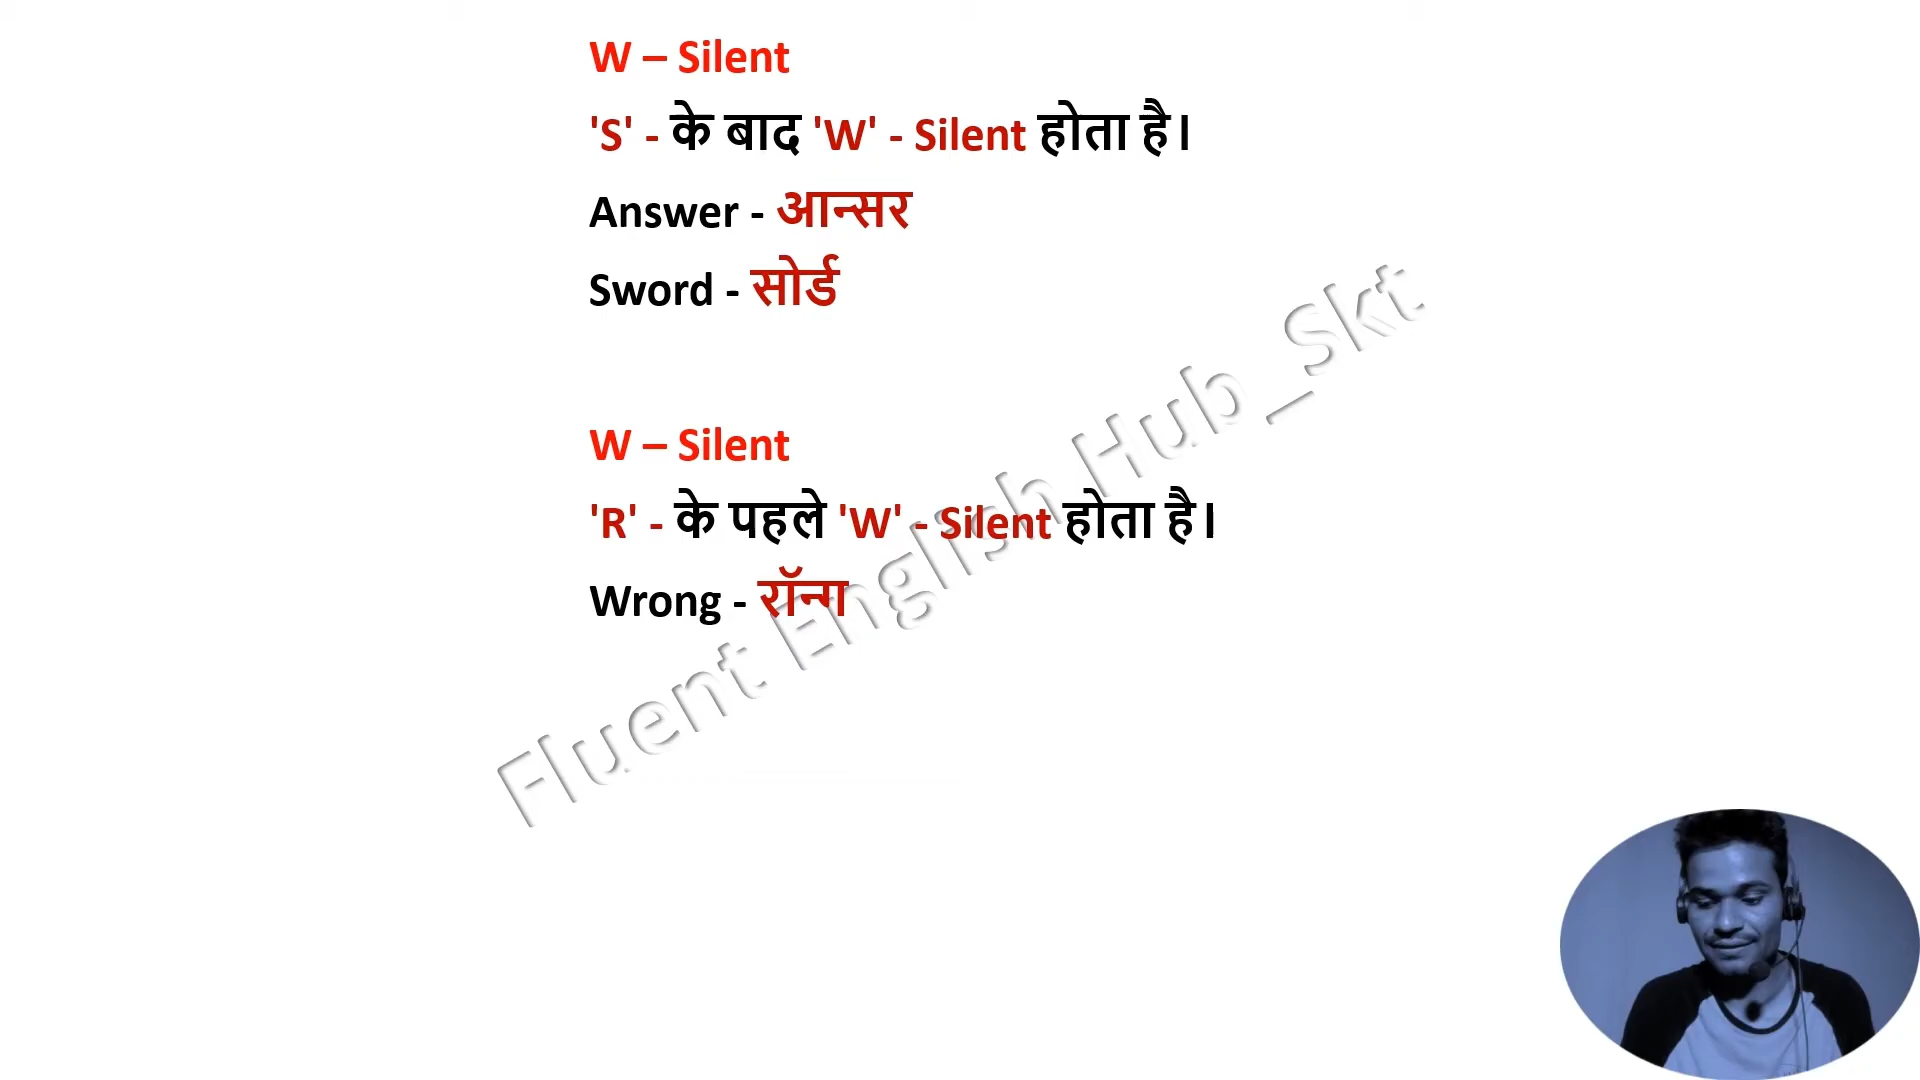 W – Silent
'S' - के बाद 'W' - Silent होता है।
Answer - आन्सर
Sword - सोर्ड
W – Silent
'R' - के पहले 'W' - Silent होता है।
Wrong - रॉन्ग
Fluent English Hub_Skt